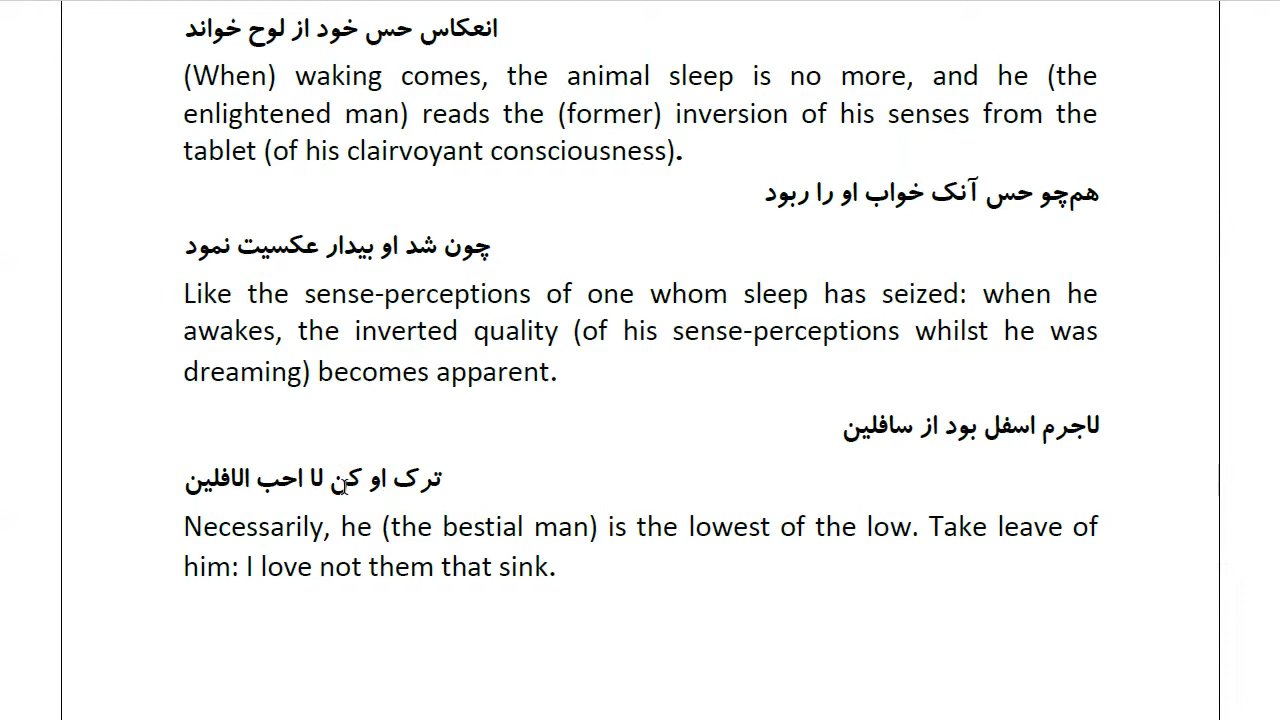 انعکاس حس خود از لوح خواند
(When) waking comes, the animal sleep is no more, and he (the
enlightened man) reads the (former) inversion of his senses from the
tablet (of his clairvoyant consciousness).
هم‌چو حس آنک خواب او را ربود
چون شد او بیدار عکسیت نمود
Like the sense-perceptions of one whom sleep has seized: when he
awakes, the inverted quality (of his sense-perceptions whilst he was
dreaming) becomes apparent.
لاجرم اسفل بود از سافلین
ترک او کن لا احب الافلین
Necessarily, he (the bestial man) is the lowest of the low. Take leave of
him: I love not them that sink.